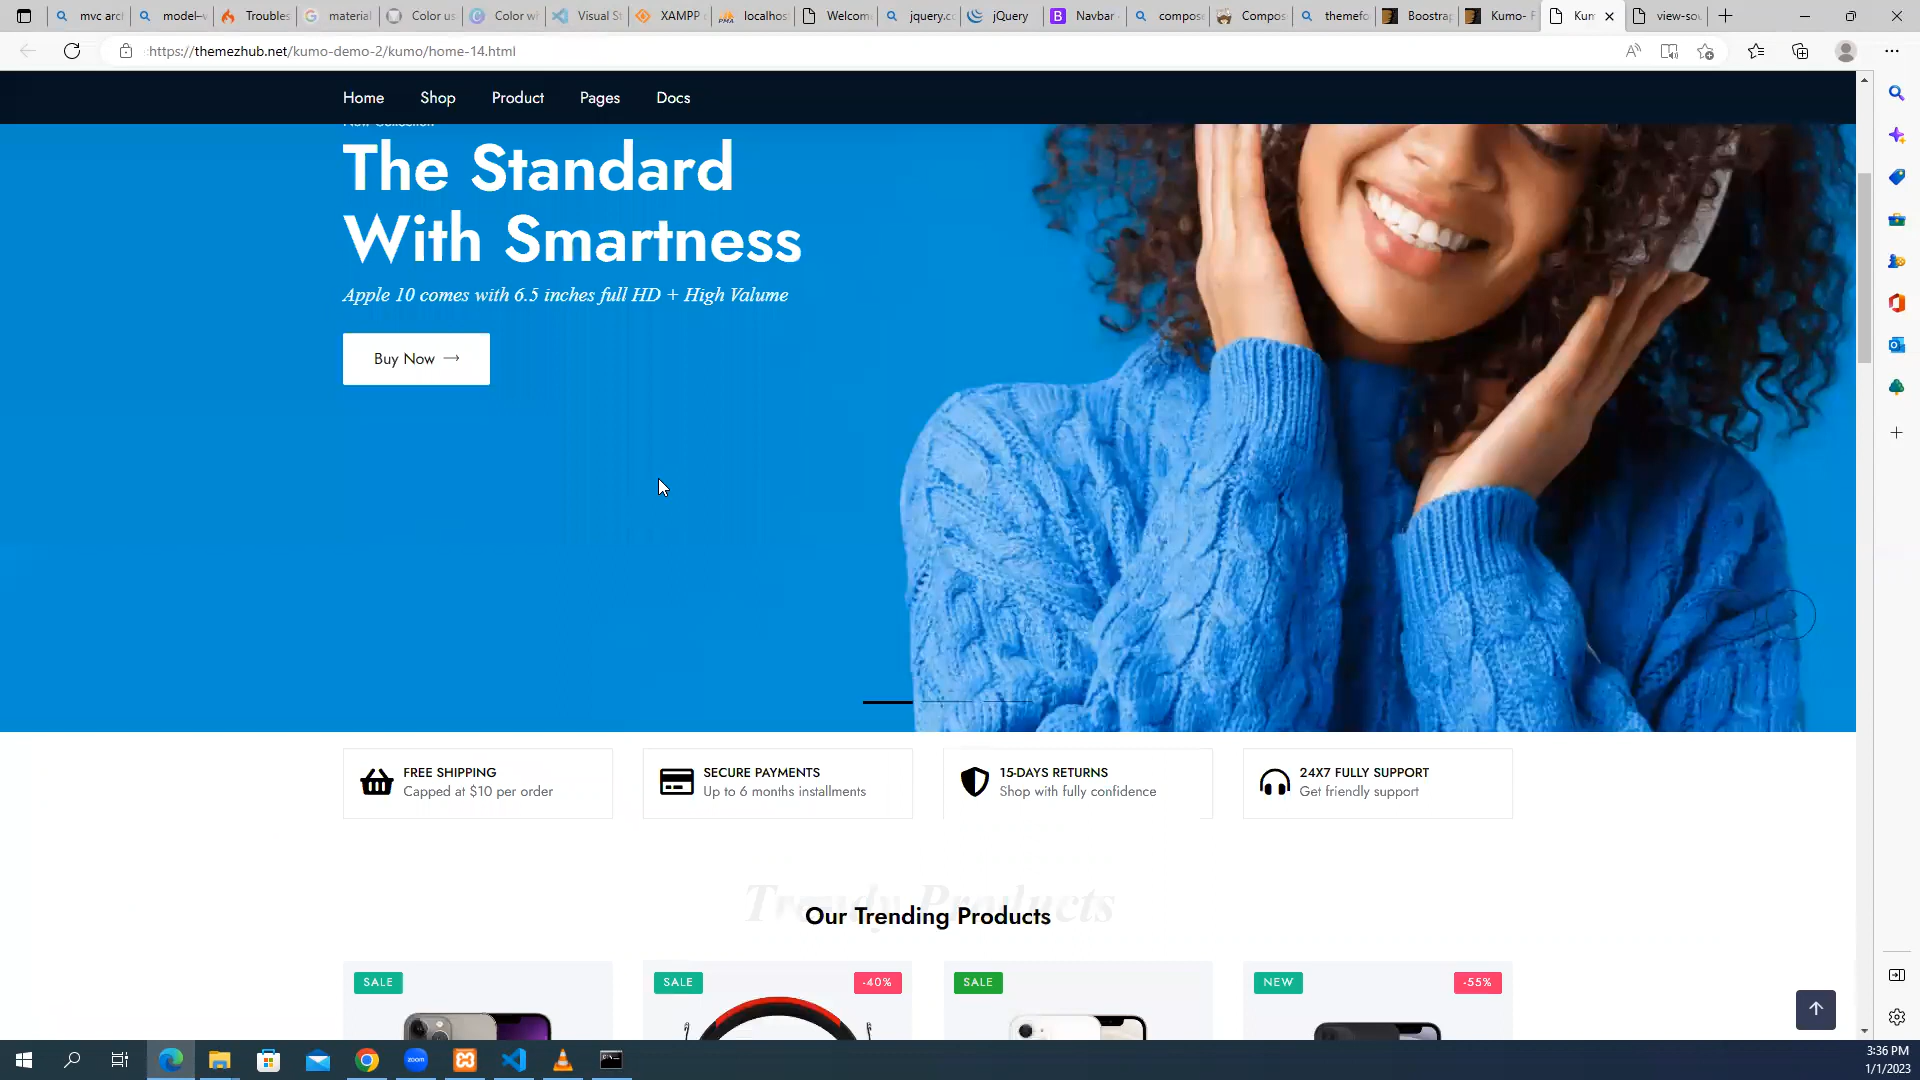 mvc arch
model–v
Troubles
material
Color us
Color wh
Visual St
XAMPP
localhos
Welcom
jquery.c
jQuery
Navbar
compos
Compos
themefo
Boostrap
Kumo- F
Kum
view-sou
https://themezhub.net/kumo-demo-2/kumo/home-14.html
Home Shop Product Pages Docs
New Collection
The Standard
With Smartness
Apple 10 comes with 6.5 inches full HD + High Valume
Buy Now
FREE SHIPPING
Capped at $10 per order
SECURE PAYMENTS
Up to 6 months installments
15-DAYS RETURNS
Shop with fully confidence
24X7 FULLY SUPPORT
Get friendly support
Trendy Products
Our Trending Products
SALE
SALE
-40%
SALE
NEW
-55%
zoom
3:36 PM
1/1/2023